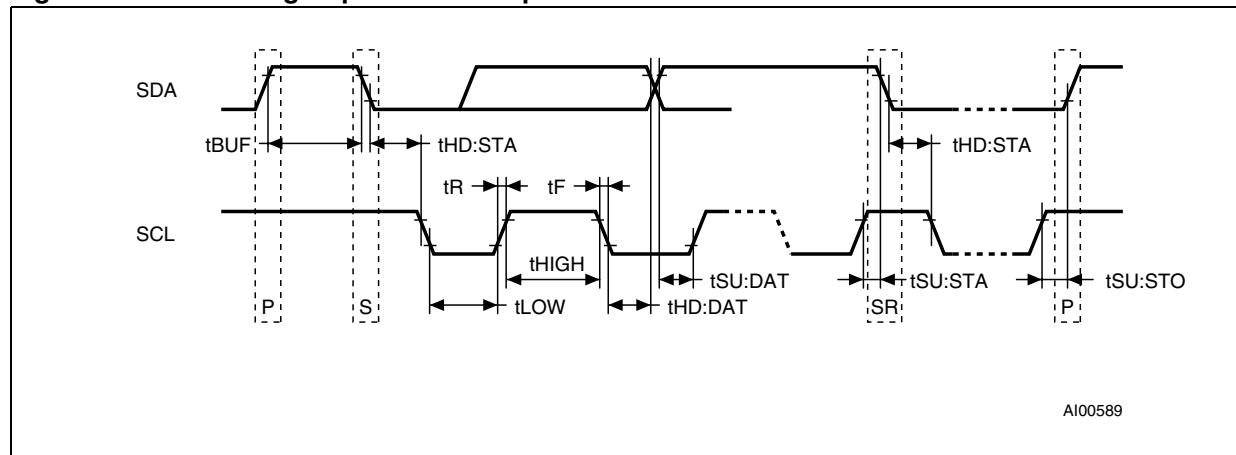 SDA
tBUF
tHD:STA
tHD:STA
tR
tF
SCL
tHIGH
tSU:DAT
tSU:STA
tSU:STO
tLOW
tHD:DAT
P
S
SR
P
AI00589